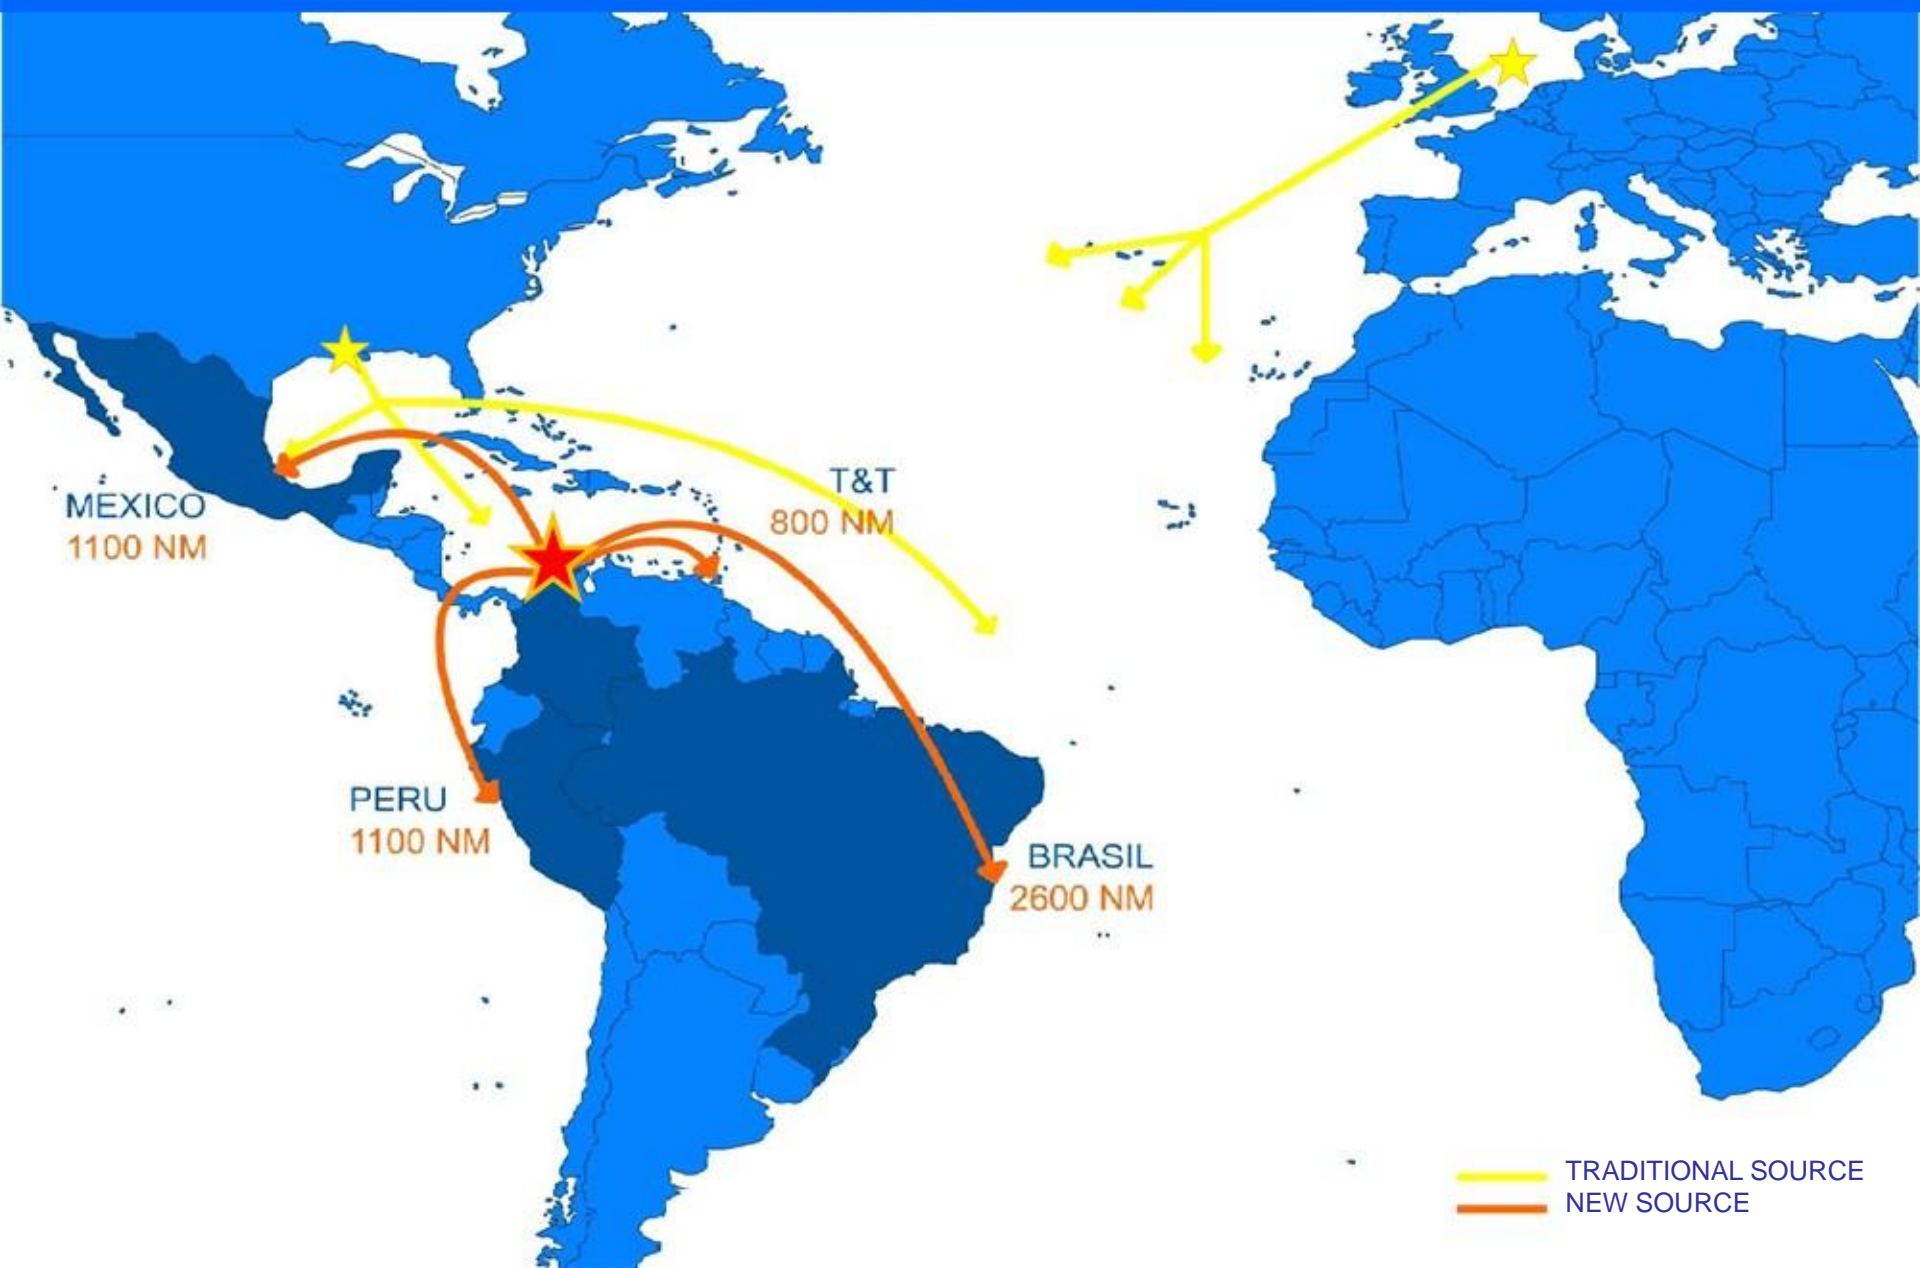 T&T
800 NM
MEXICO
1100 NM
PERU
1100 NM
BRASIL
2600 NM
TRADITIONAL SOURCE
NEW SOURCE